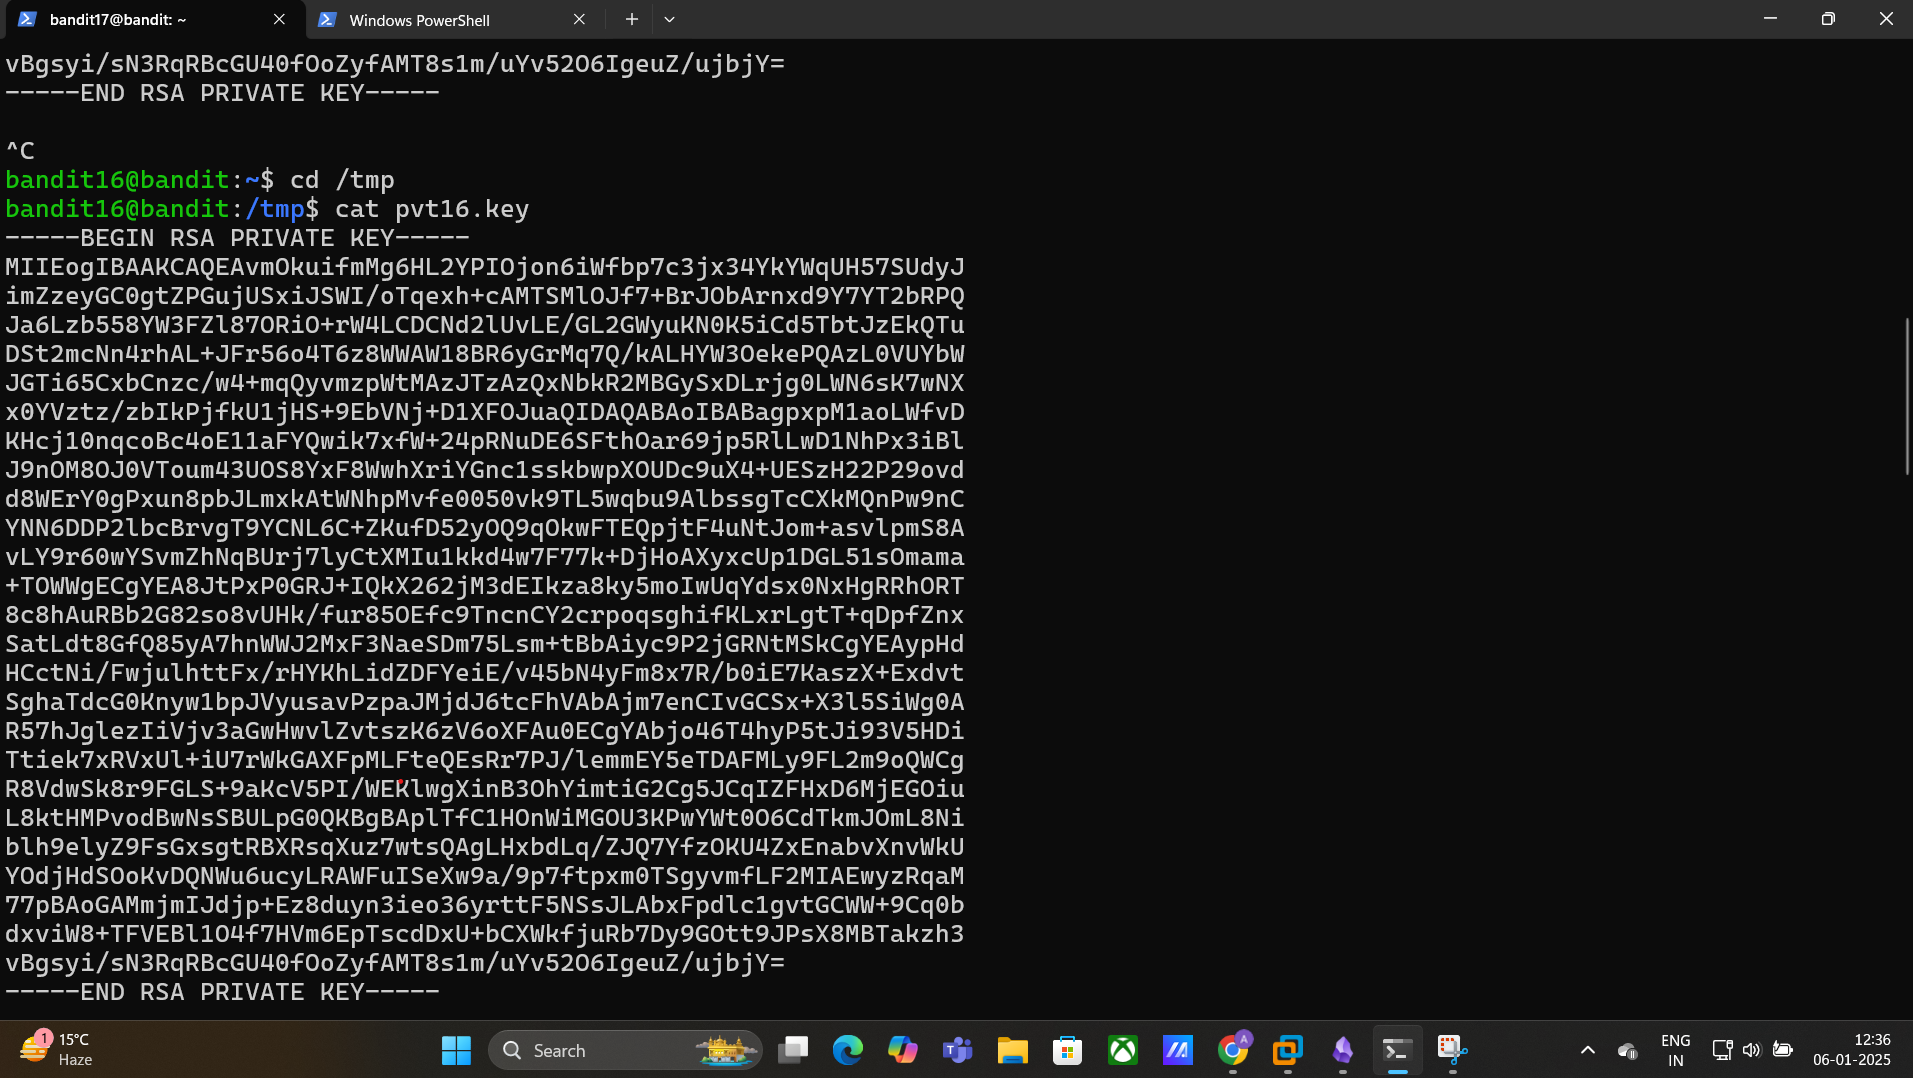 bandit17@bandit: ~
Windows PowerShell
vBgsyi/sN3RqRBcGU40fOoZyfAMT8s1m/uYv52O6IgeuZ/ujbjY=
-----END RSA PRIVATE KEY-----
^C
bandit16@bandit:~$ cd /tmp
bandit16@bandit:/tmp$ cat pvt16.key
-----BEGIN RSA PRIVATE KEY-----
MIIEogIBAAKCAQEAvmOkuifmMg6HL2YPIOjon6iWfbp7c3jx34YkYWqUH57SUdyJ
imZzeyGC0gtZPGujUSxiJSWI/oTqexh+cAMTSMlOJf7+BrJObArnxd9Y7YT2bRPQ
Ja6Lzb558YW3FZl87ORiO+rW4LCDCNd2lUvLE/GL2GWyuKN0K5iCd5TbtJzEkQTu
DSt2mcNn4rhAL+JFr56o4T6z8WWAW18BR6yGrMq7Q/kALHYW3OekePQAzL0VUYbW
JGTi65CxbCnzc/w4+mqQyvmzpWtMAzJTzAzQxNbkR2MBGySxDLrjg0LWN6sK7wNX
x0YVztz/zbIkPjfkU1jHS+9EbVNj+D1XFOJuaQIDAQABAoIBABagpxpM1aoLWfvD
KHcj10nqcoBc4oE11aFYQwik7xfW+24pRNuDE6SFthOar69jp5RlLwD1NhPx3iBl
J9nOM8OJ0VToum43UOS8YxF8WwhXriYGnc1sskbwpXOUDc9uX4+UESzH22P29ovd
d8WErY0gPxun8pbJLmxkAtWNhpMvfe0050vk9TL5wqbu9AlbssgTcCXkMQnPw9nC
YNN6DDP2lbcBrvgT9YCNL6C+ZKufD52yOQ9qOkwFTEQpjtF4uNtJom+asvlpmS8A
vLY9r60wYSvmZhNqBUrj7lyCtXMIu1kkd4w7F77k+DjHoAXyxcUp1DGL51sOmama
+TOWWgECgYEA8JtPxP0GRJ+IQkX262jM3dEIkza8ky5moIwUqYdsx0NxHgRRhORT
8c8hAuRBb2G82so8vUHk/fur85OEfc9TncnCY2crpoqsghifKLxrLgtT+qDpfZnx
SatLdt8GfQ85yA7hnWWJ2MxF3NaeSDm75Lsm+tBbAiyc9P2jGRNtMSkCgYEAypHd
HCctNi/FwjulhttFx/rHYKhLidZDFYeiE/v45bN4yFm8x7R/b0iE7KaszX+Exdvt
SghaTdcG0Knyw1bpJVyusavPzpaJMjdJ6tcFhVAbAjm7enCIvGCSx+X3l5SiWg0A
R57hJglezIiVjv3aGwHwvlZvtszK6zV6oXFAu0ECgYAbjo46T4hyP5tJi93V5HDi
Ttiek7xRVxUl+iU7rWkGAXFpMLFteQEsRr7PJ/lemmEY5eTDAFMLy9FL2m9oQWCg
R8VdwSk8r9FGLS+9aKcV5PI/WEKlwgXinB3OhYimtiG2Cg5JCqIZFHxD6MjEGOiu
L8ktHMPvodBwNsSBULpG0QKBgBAplTfC1HOnWiMGOU3KPwYWt0O6CdTkmJOmL8Ni
blh9elyZ9FsGxsgtRBXRsqXuz7wtsQAgLHxbdLq/ZJQ7YfzOKU4ZxEnabvXnvWkU
YOdjHdSOoKvDQNWu6ucyLRAWFuISeXw9a/9p7ftpxm0TSgyvmfLF2MIAEwyzRqaM
77pBAoGAMmjmIJdjp+Ez8duyn3ieo36yrttF5NSsJLAbxFpdlc1gvtGCWW+9Cq0b
dxviW8+TFVEBl1O4f7HVm6EpTscdDxU+bCXWkfjuRb7Dy9GOtt9JPsX8MBTakzh3
vBgsyi/sN3RqRBcGU40fOoZyfAMT8s1m/uYv52O6IgeuZ/ujbjY=
-----END RSA PRIVATE KEY-----
1
15°C
Haze
Search
A
ENG
IN
12:36
06-01-2025